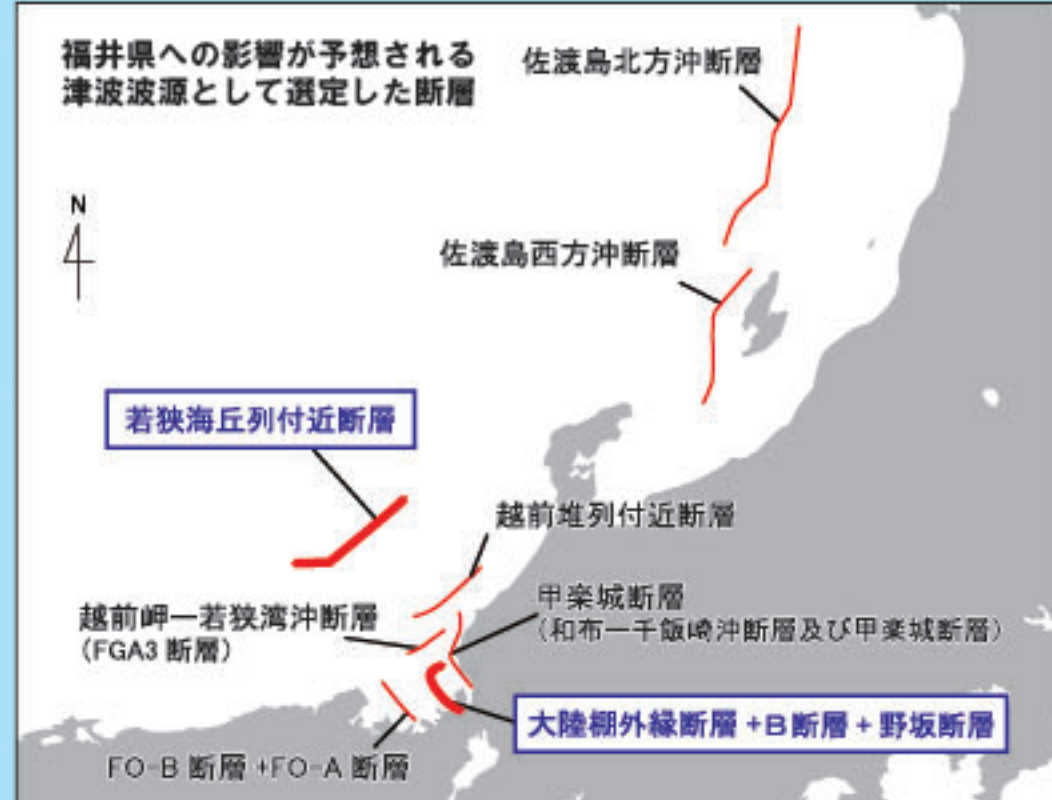 福井県への影響が予想される
津波波源として選定した断層
佐渡島北方沖断層
N
佐渡島西方沖断層
若狭海丘列付近断層
越前堆列付近断層
甲楽城断層
(和布ー千飯崎沖断層及び甲楽城断層)
越前岬ー若狭湾沖断層
(FGA3 断層)
大陸棚外縁断層 +B断層 + 野坂断層
FO-B 断層 +FO-A 断層